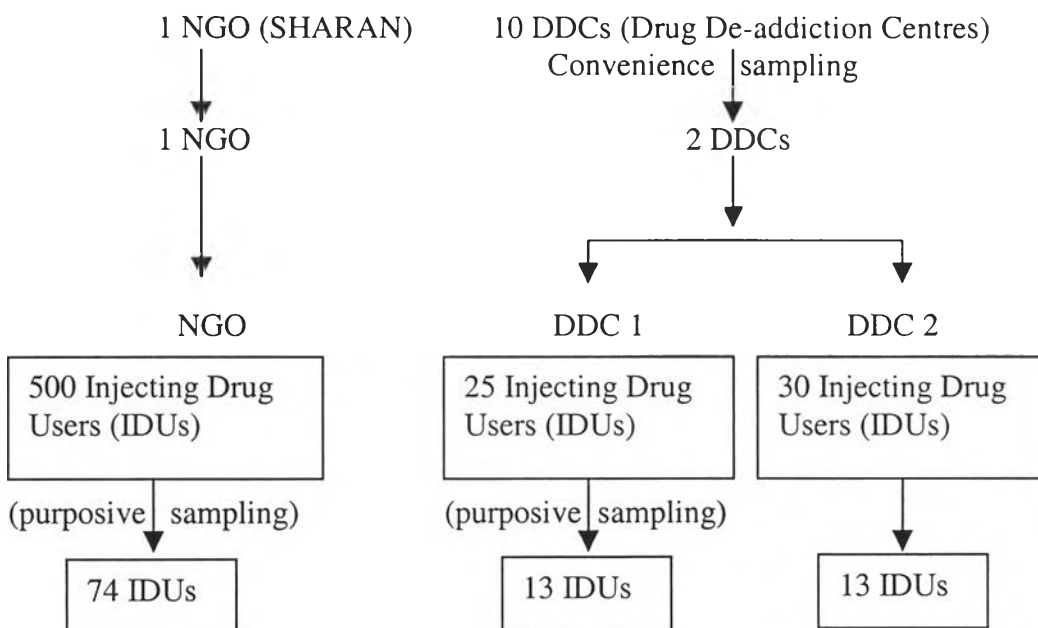 1 NGO (SHARAN)
10 DDCs (Drug De-addiction Centres)
Convenience sampling
1 NGO
2 DDCs
NGO
DDC 1
DDC 2
500 Injecting Drug
Users (IDUs)
25 Injecting Drug
Users (IDUs)
30 Injecting Drug
Users (IDUs)
(purposive sampling)
(purposive sampling)
74 IDUs
13 IDUs
13 IDUs